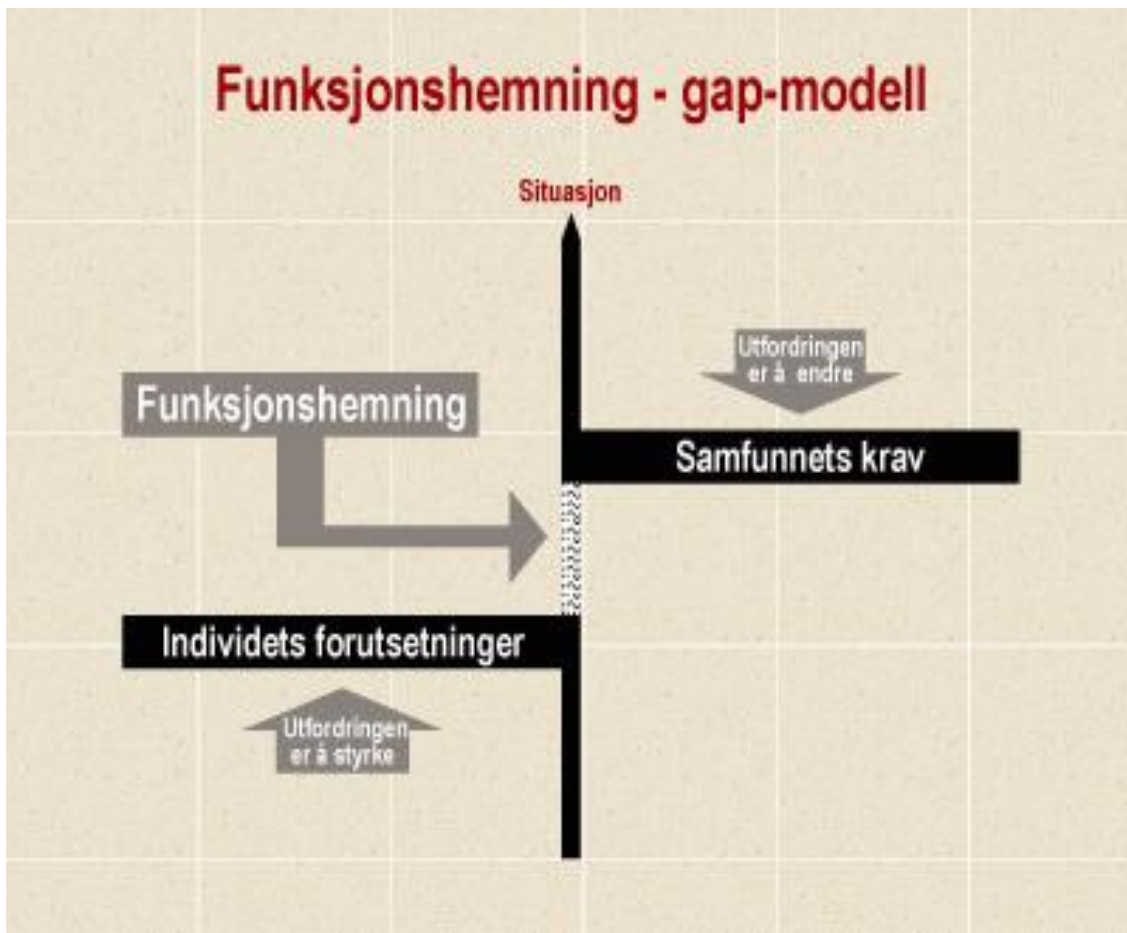 Funksjonshemning - gap-modell
Situasjon
Utfordringen
er å endre
Funksjonshemning
Samfunnets krav
Individets forutsetninger
Utfordringen
er å styrke